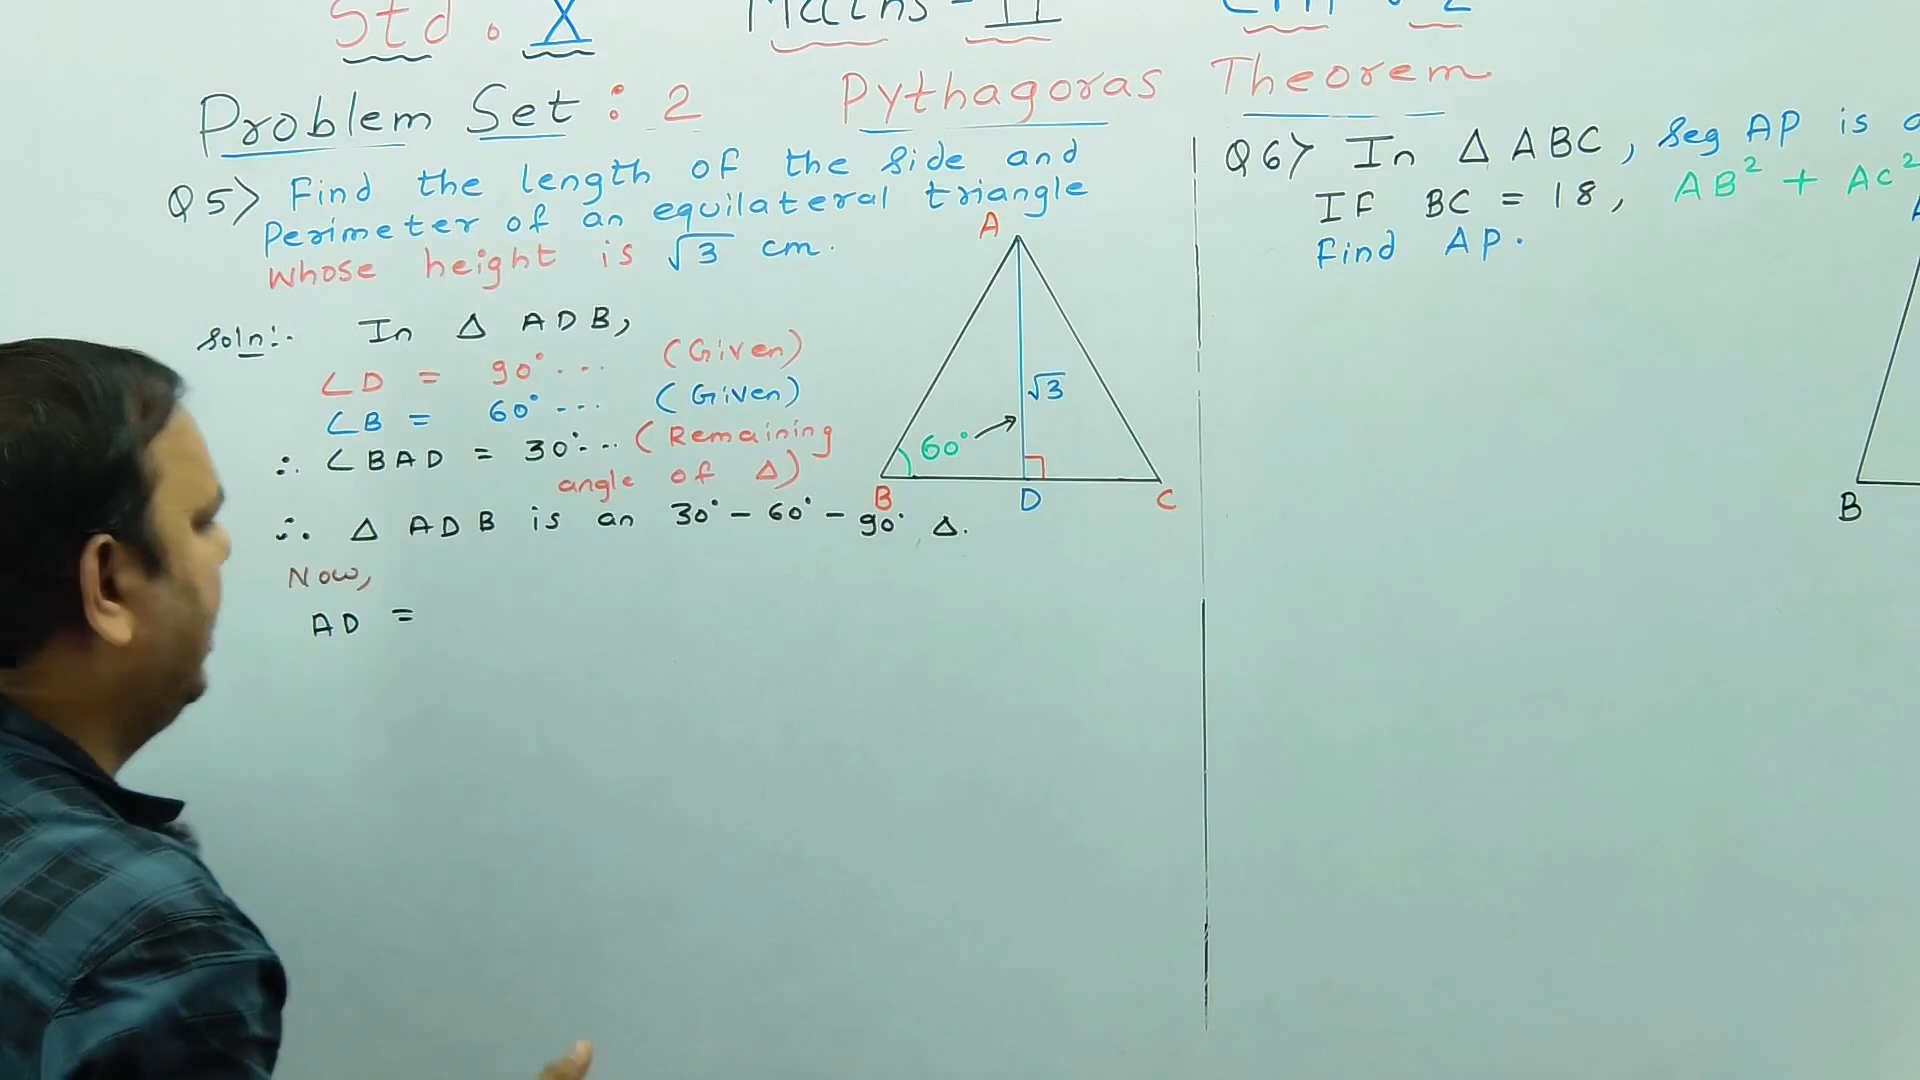 Std. X Maths - II
Problem Set : 2 Pythagoras Theorem
Q5> Find the length of the side and
Perimeter of an equilateral triangle
whose height is √3 cm.
Soln:- In Δ ADB,
∠D = 90°... (Given)
∠B = 60°... (Given)
∴ ∠BAD = 30°... (Remaining
angle of Δ)
∴ Δ ADB is an 30° - 60° - 90° Δ.
Now,
AD =
A
√3
60°
B D C
Q6> In Δ ABC, seg AP is
If BC = 18, AB² + AC²
Find AP.
B